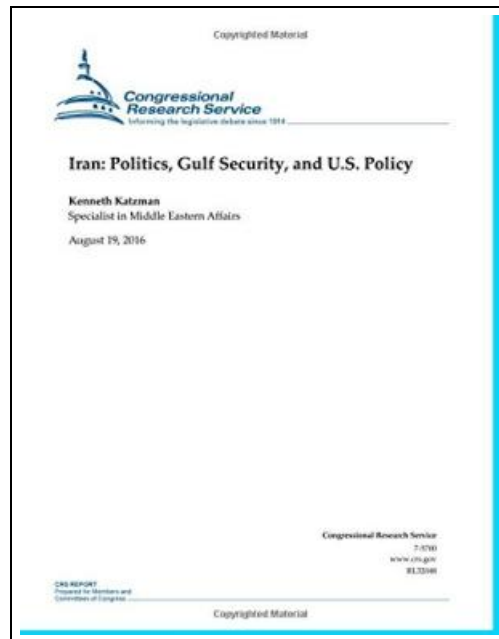 Copyrighted Material
Congressional
Research Service
Informing the legislative debate since 1914
Iran: Politics, Gulf Security, and U.S. Policy
Kenneth Katzman
Specialist in Middle Eastern Affairs
August 19, 2016
Congressional Research Service
7-5700
www.crs.gov
RL32048
CRS REPORT
Prepared for Members and
Committees of Congress
Copyrighted Material